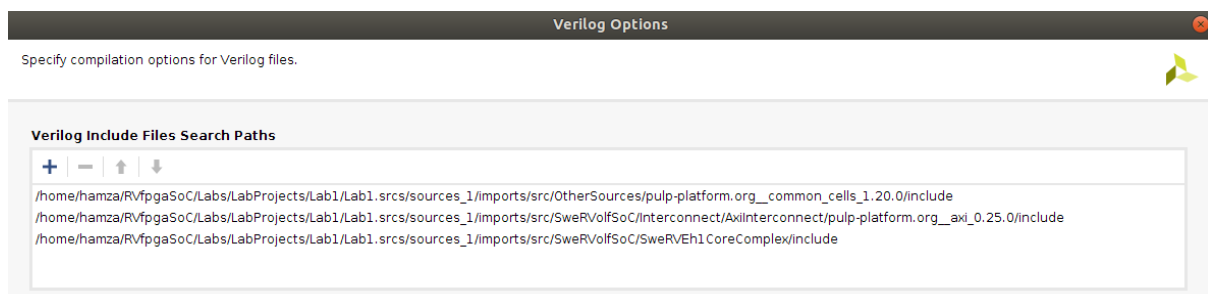 Verilog Options
Specify compilation options for Verilog files.
Verilog Include Files Search Paths
/home/hamza/RVfpgaSoC/Labs/LabProjects/Lab1/Lab1.srcs/sources_1/imports/src/OtherSources/pulp-platform.org__common_cells_1.20.0/include
/home/hamza/RVfpgaSoC/Labs/LabProjects/Lab1/Lab1.srcs/sources_1/imports/src/SweRVolfSoC/Interconnect/AxiInterconnect/pulp-platform.org__axi_0.25.0/include
/home/hamza/RVfpgaSoC/Labs/LabProjects/Lab1/Lab1.srcs/sources_1/imports/src/SweRVolfSoC/SweRVEh1CoreComplex/include